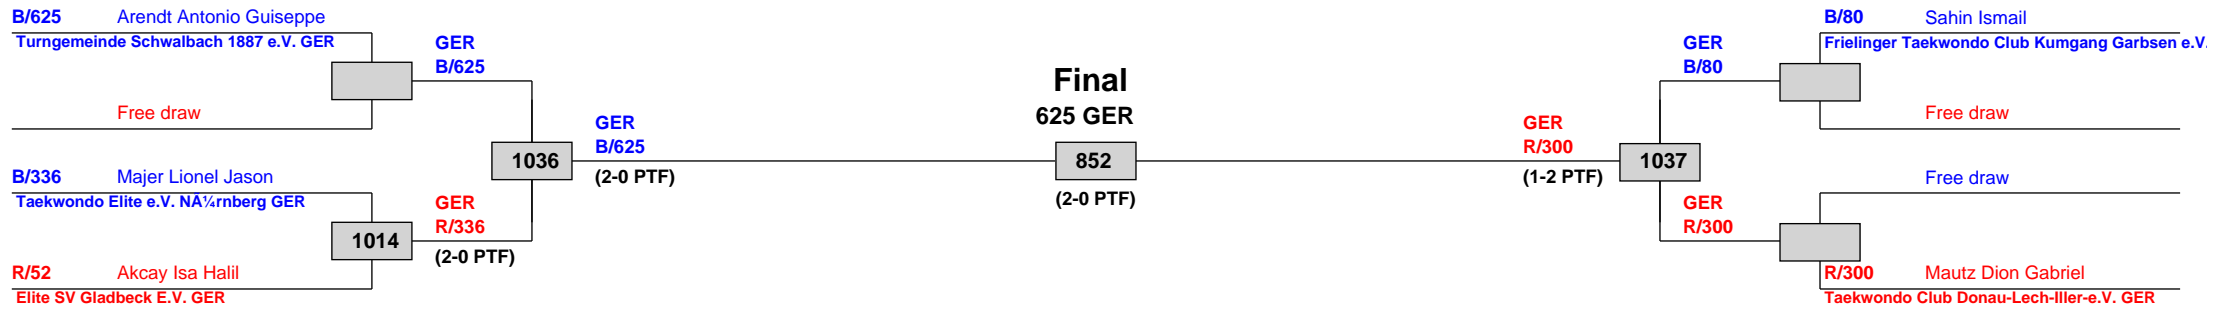 B/625 Arendt Antonio Guiseppe
Turngemeinde Schwalbach 1887 e.V. GER
GER
B/625
Free draw
B/336 Majer Lionel Jason
Taekwondo Elite e.V. NÃ¼rnberg GER
1014
GER
R/336
(2-0 PTF)
R/52 Akcay Isa Halil
Elite SV Gladbeck E.V. GER
1036
GER
B/625
(2-0 PTF)
Final
625 GER
852
(2-0 PTF)
GER
R/300
(1-2 PTF)
1037
GER
B/80
B/80 Sahin Ismail
Frielinger Taekwondo Club Kumgang Garbsen e.V.
Free draw
Free draw
GER
R/300
R/300 Mautz Dion Gabriel
Taekwondo Club Donau-Lech-Iller-e.V. GER